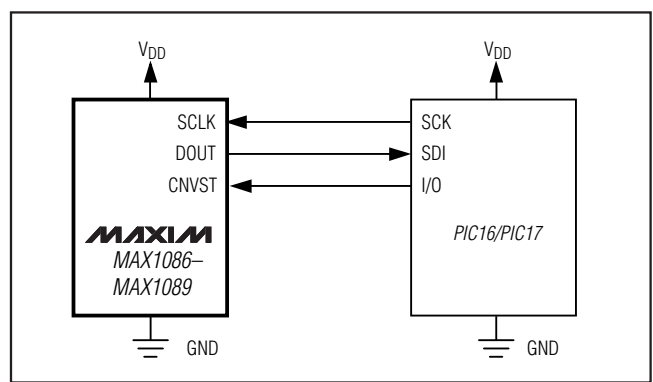 VDD VDD
SCLK SCK
DOUT SDI
CNVST I/O
MAXIM
MAX1086–
MAX1089
PIC16/PIC17
GND GND